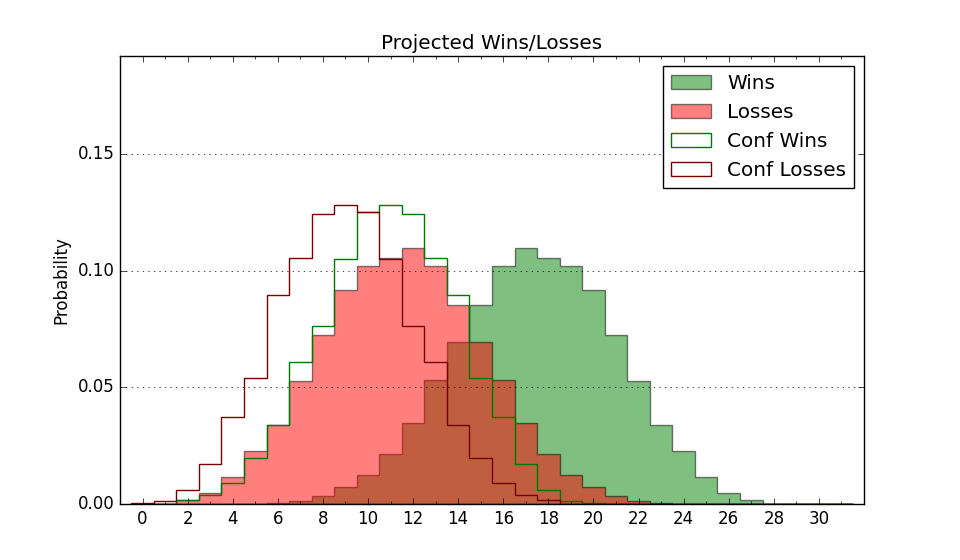 Projected Wins/Losses
Wins
Losses
Conf Wins
Conf Losses
Probability
0.15
0.10
0.05
0.00
0 2 4 6 8 10 12 14 16 18 20 22 24 26 28 30